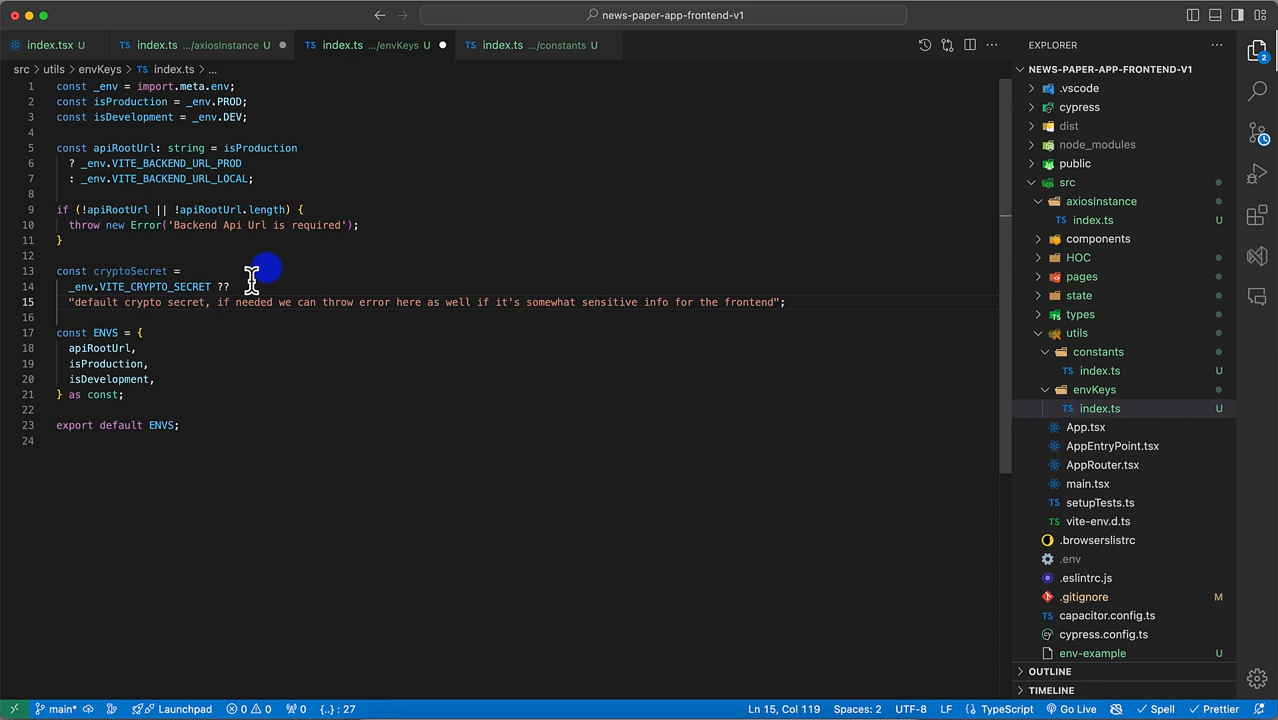 news-paper-app-frontend-v1
index.tsx U
index.ts .../axiosInstance U
index.ts .../envKeys U
index.ts .../constants U
src > utils > envKeys > TS index.ts > ...
1 const _env = import.meta.env;
2 const isProduction = _env.PROD;
3 const isDevelopment = _env.DEV;
4
5 const apiRootUrl: string = isProduction
6 ? _env.VITE_BACKEND_URL_PROD
7 : _env.VITE_BACKEND_URL_LOCAL;
8
9 if (!apiRootUrl || !apiRootUrl.length) {
10 throw new Error('Backend Api Url is required');
11 }
12
13 const cryptoSecret =
14 _env.VITE_CRYPTO_SECRET ??
15 "default crypto secret, if needed we can throw error here as well if it's somewhat sensitive info for the frontend";
16
17 const ENVS = {
18 apiRootUrl,
19 isProduction,
20 isDevelopment,
21 } as const;
22
23 export default ENVS;
24
EXPLORER
NEWS-PAPER-APP-FRONTEND-V1
.vscode
cypress
dist
node_modules
public
src
axiosInstance
TS index.ts U
components
HOC
pages
state
types
utils
constants
TS index.ts U
envKeys
TS index.ts U
App.tsx
AppEntryPoint.tsx
AppRouter.tsx
main.tsx
TS setupTests.ts
TS vite-env.d.ts
.browserslistrc
.env
.eslintrc.js
.gitignore M
TS capacitor.config.ts
cypress.config.ts
env-example U
OUTLINE
TIMELINE
2
main* Launchpad 0 0 0 {..} : 27
Ln 15, Col 119 Spaces: 2 UTF-8 LF {} TypeScript Go Live Spell Prettier